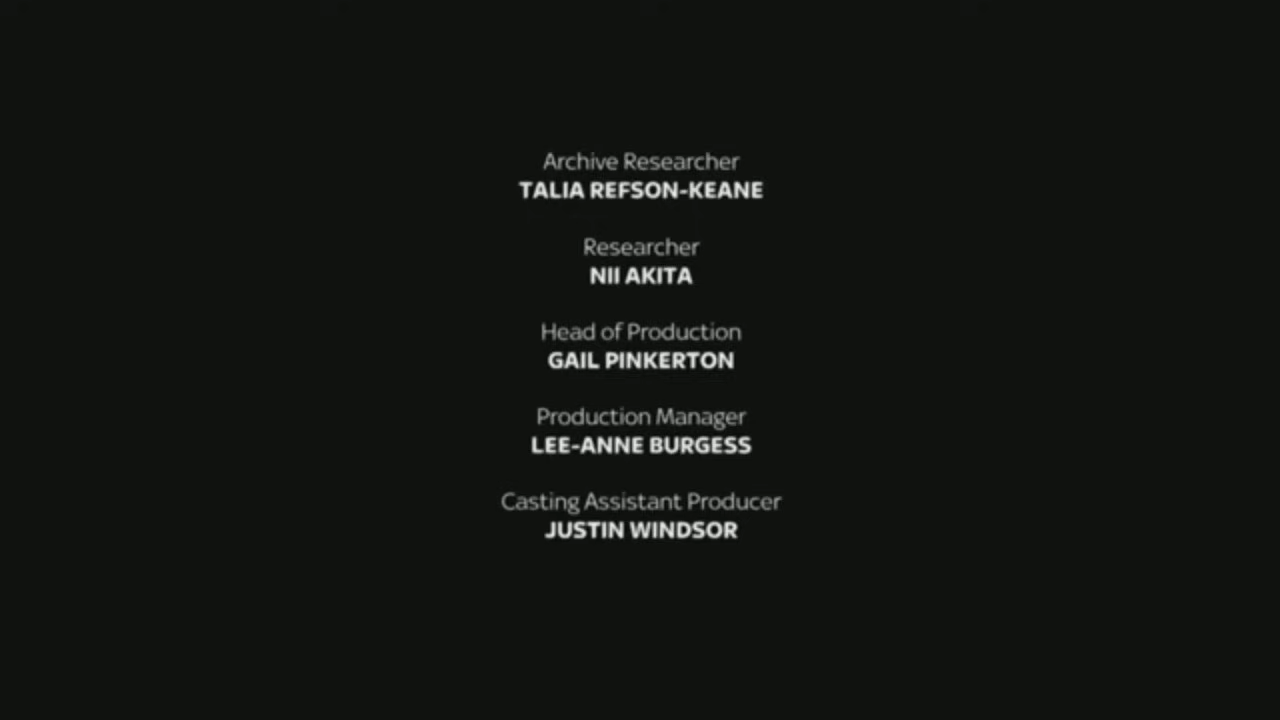 Archive Researcher
TALIA REFSON-KEANE
Researcher
NII AKITA
Head of Production
GAIL PINKERTON
Production Manager
LEE-ANNE BURGESS
Casting Assistant Producer
JUSTIN WINDSOR